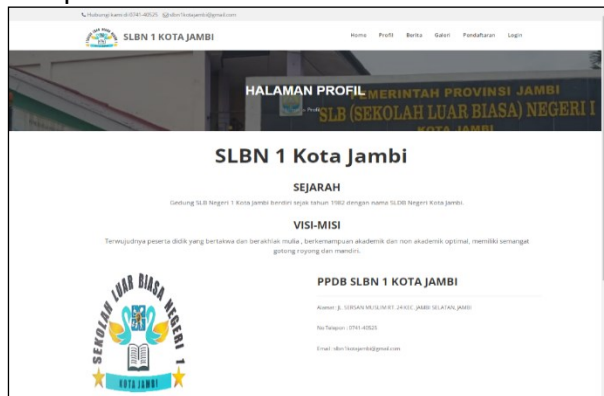 Hubungi kami di 0741-40525 slbn1kotajambi@gmail.com
SLBN 1 KOTA JAMBI
Home Profil Berita Galeri Pendaftaran Login
HALAMAN PROFIL
Profil
PEMERINTAH PROVINSI JAMBI
SLB (SEKOLAH LUAR BIASA) NEGERI I
KOTA JAMBI
SLBN 1 Kota Jambi
SEJARAH
Gedung SLB Negeri 1 Kota Jambi berdiri sejak tahun 1982 dengan nama SLDB Negeri Kota Jambi.
VISI-MISI
Terwujudnya peserta didik yang bertakwa dan berakhlak mulia , berkemampuan akademik dan non akademik optimal, memiliki semangat
gotong royong dan mandiri.
SEKOLAH LUAR BIASA NEGERI 1
KOTA JAMBI
PPDB SLBN 1 KOTA JAMBI
Alamat: JL. SERSAN MUSLIM RT. 24 KEC. JAMBI SELATAN, JAMBI
No Telepon : 0741-40525
Email: slbn1kotajambi@gmail.com